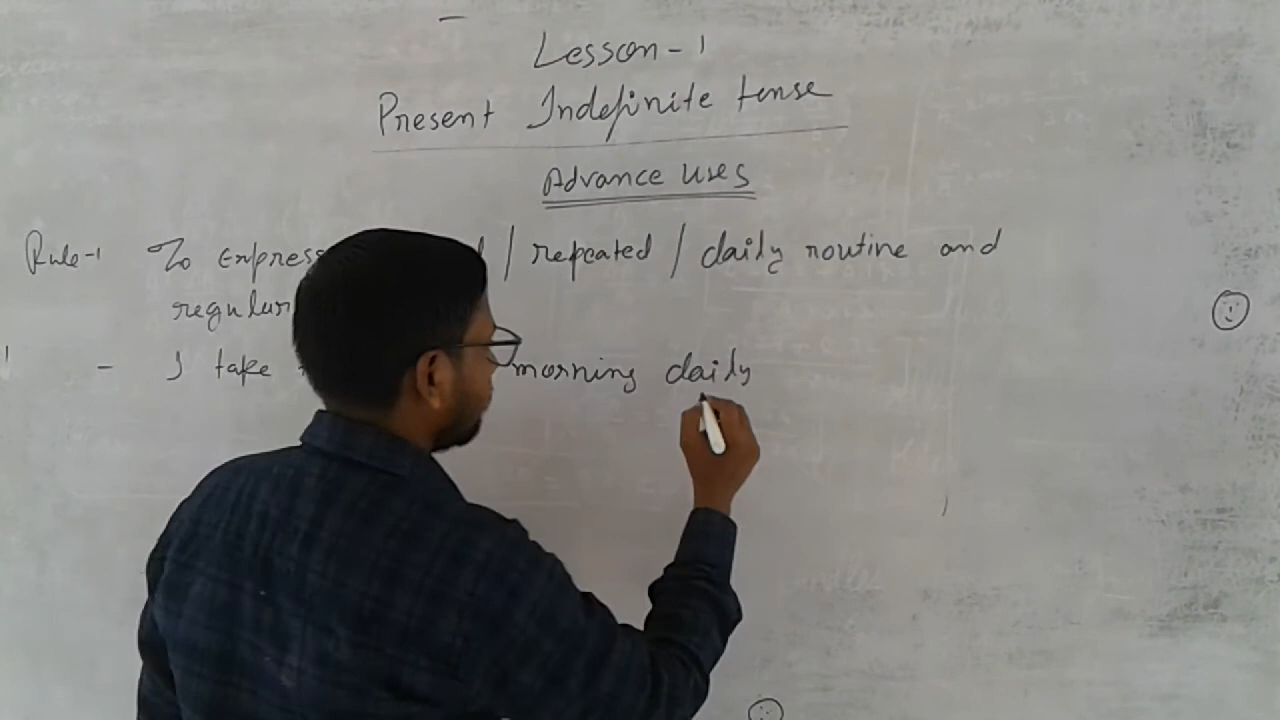 Lesson-1
Present Indefinite tense
Advance uses
Rule-1 To express / repeated / daily routine and
regular
- I take morning daily